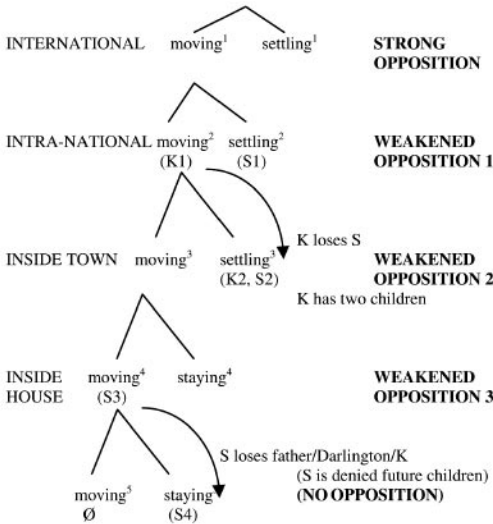 INTERNATIONAL moving¹ settling¹ STRONG
OPPOSITION
INTRA-NATIONAL moving² settling² WEAKENED
(K1) (S1) OPPOSITION 1
K loses S
INSIDE TOWN moving³ settling³ WEAKENED
(K2, S2) OPPOSITION 2
K has two children
INSIDE moving⁴ staying⁴ WEAKENED
HOUSE (S3) OPPOSITION 3
S loses father/Darlington/K
(S is denied future children)
moving⁵ staying (NO OPPOSITION)
Ø (S4)